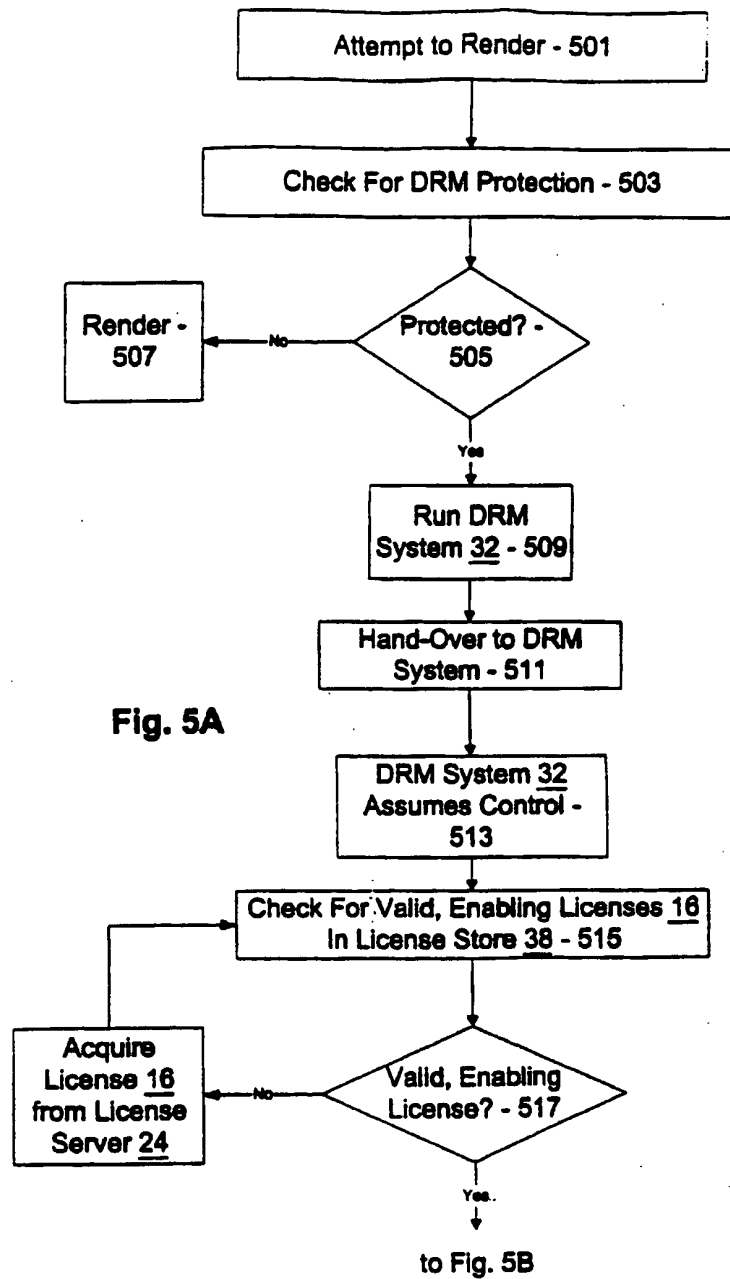 Attempt to Render - 501
Check For DRM Protection - 503
Render -
507
No
Protected? -
505
Yes
Run DRM
System 32 - 509
Hand-Over to DRM
System - 511
Fig. 5A
DRM System 32
Assumes Control -
513
Check For Valid, Enabling Licenses 16
In License Store 38 - 515
Acquire
License 16
from License
Server 24
No
Valid, Enabling
License? - 517
Yes..
to Fig. 5B